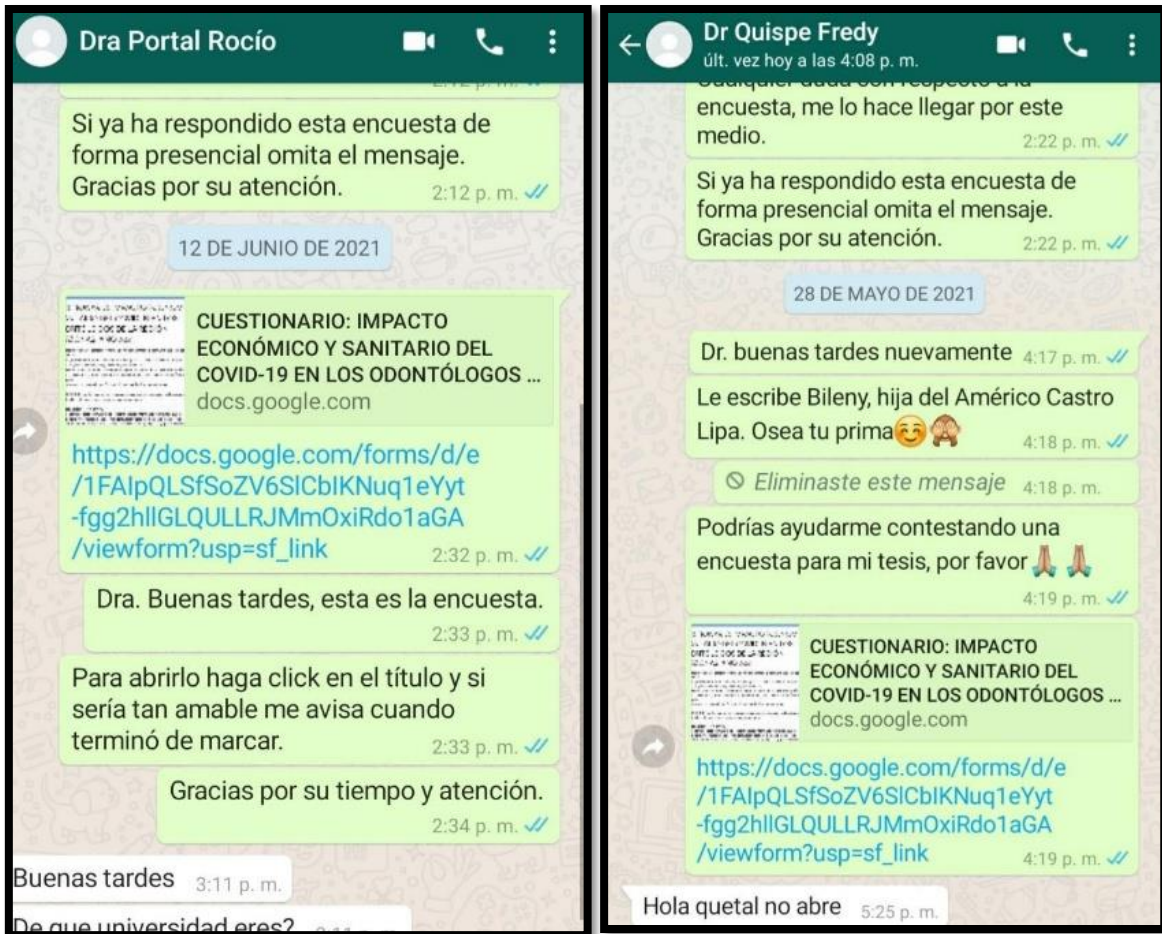 Dra Portal Rocío
Si ya ha respondido esta encuesta de
forma presencial omita el mensaje.
Gracias por su atención.
2:12 p. m.
12 DE JUNIO DE 2021
CUESTIONARIO: IMPACTO
ECONÓMICO Y SANITARIO DEL
COVID-19 EN LOS ODONTÓLOGOS ...
docs.google.com
https://docs.google.com/forms/d/e
/1FAIpQLSfSoZV6SlCbIKNuq1eYyt
-fgg2hllGLQULLRJMmOxiRdo1aGA
/viewform?usp=sf_link
2:32 p. m.
Dra. Buenas tardes, esta es la encuesta.
2:33 p. m.
Para abrirlo haga click en el título y si
sería tan amable me avisa cuando
terminó de marcar.
2:33 p. m.
Gracias por su tiempo y atención.
2:34 p. m.
Buenas tardes 3:11 p. m.
De que universidad eres?
Dr Quispe Fredy
últ. vez hoy a las 4:08 p. m.
Cualquier duda con respecto a la
encuesta, me lo hace llegar por este
medio.
2:22 p. m.
Si ya ha respondido esta encuesta de
forma presencial omita el mensaje.
Gracias por su atención.
2:22 p. m.
28 DE MAYO DE 2021
Dr. buenas tardes nuevamente 4:17 p. m.
Le escribe Bileny, hija del Américo Castro
Lipa. Osea tu prima☺️🙈
4:18 p. m.
Eliminaste este mensaje 4:18 p. m.
Podrías ayudarme contestando una
encuesta para mi tesis, por favor🙏🙏
4:19 p. m.
CUESTIONARIO: IMPACTO
ECONÓMICO Y SANITARIO DEL
COVID-19 EN LOS ODONTÓLOGOS ...
docs.google.com
https://docs.google.com/forms/d/e
/1FAIpQLSfSoZV6SlCbIKNuq1eYyt
-fgg2hllGLQULLRJMmOxiRdo1aGA
/viewform?usp=sf_link
4:19 p. m.
Hola quetal no abre 5:25 p. m.